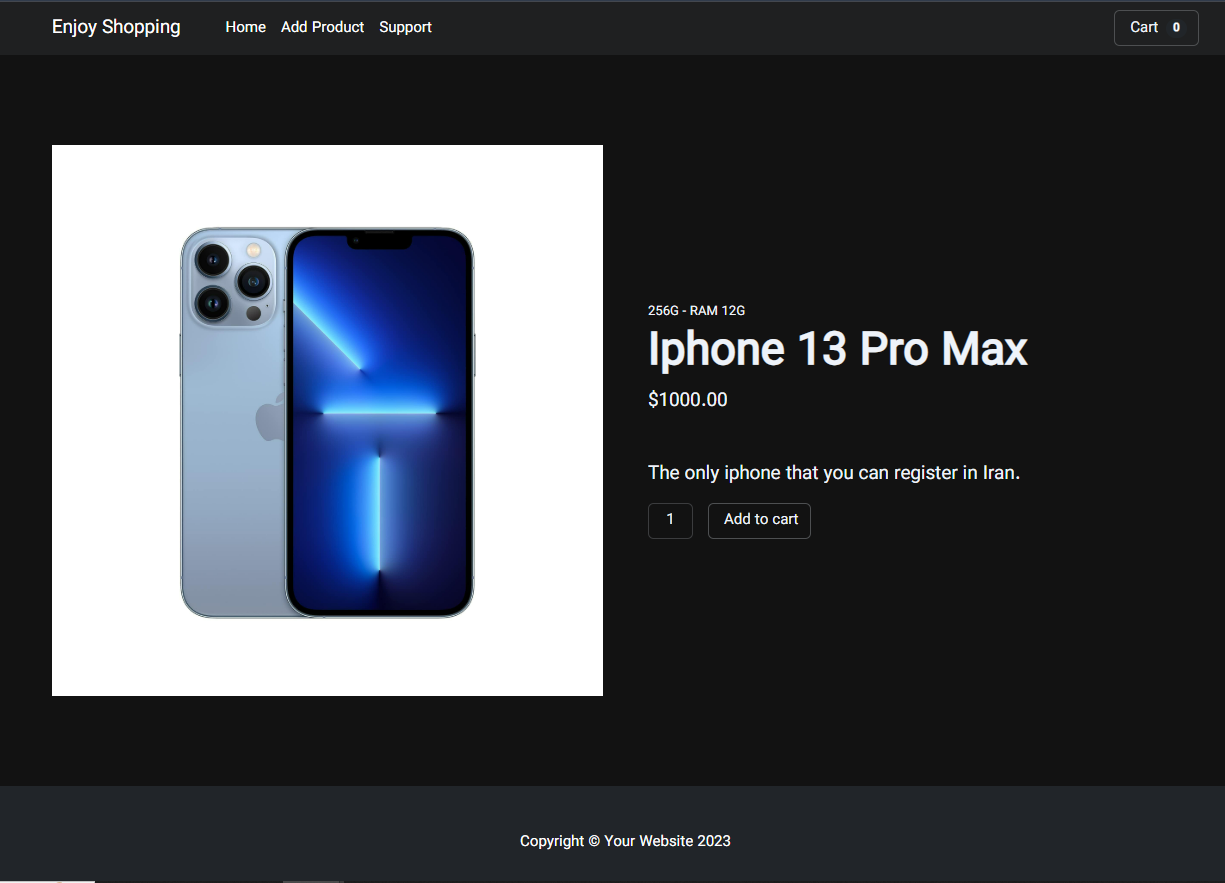 Enjoy Shopping
Home
Add Product
Support
Cart 0
256G - RAM 12G
Iphone 13 Pro Max
$1000.00
The only iphone that you can register in Iran.
1
Add to cart
Copyright © Your Website 2023